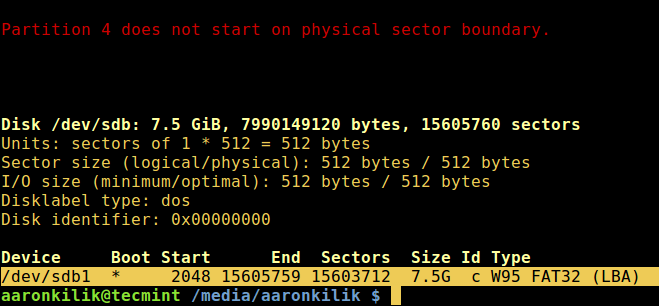 Partition 4 does not start on physical sector boundary.
Disk /dev/sdb: 7.5 GiB, 7990149120 bytes, 15605760 sectors
Units: sectors of 1 * 512 = 512 bytes
Sector size (logical/physical): 512 bytes / 512 bytes
I/O size (minimum/optimal): 512 bytes / 512 bytes
Disklabel type: dos
Disk identifier: 0x00000000
Device     Boot Start      End  Sectors  Size Id Type
/dev/sdb1  *     2048 15605759 15603712  7.5G  c W95 FAT32 (LBA)
aaronkilik@tecmint /media/aaronkilik $